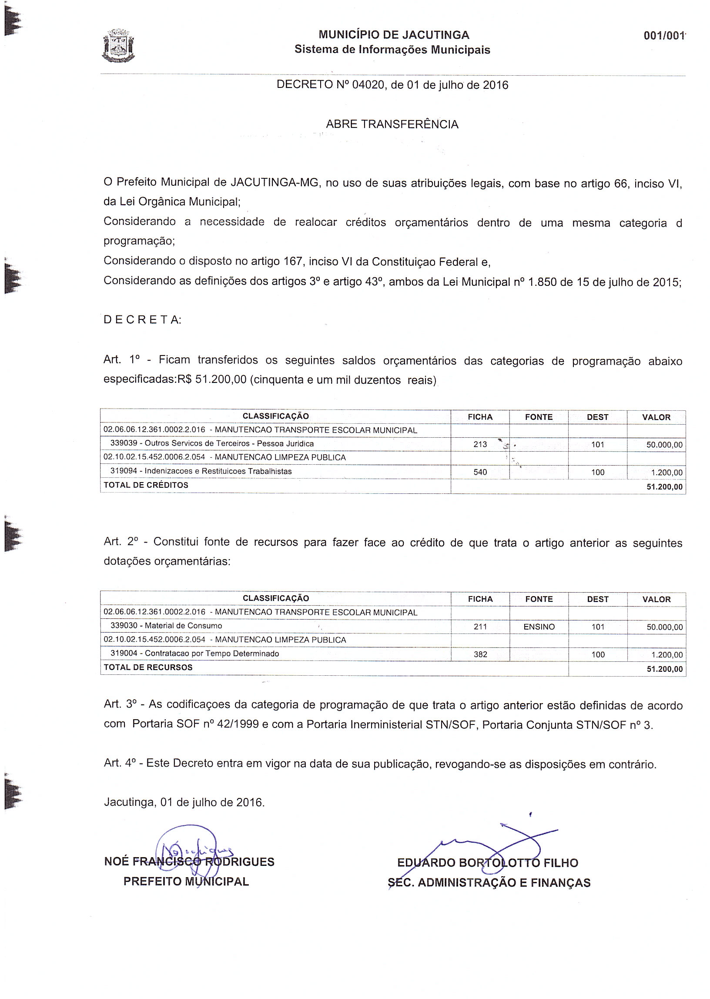 MUNICÍPIO DE JACUTINGA
001/001
Sistema de Informações Municipais
DECRETO Nº 04020, de 01 de julho de 2016
ABRE TRANSFERÊNCIA
O Prefeito Municipal de JACUTINGA-MG, no uso de suas atribuições legais, com base no artigo 66, inciso VI,
da Lei Orgânica Municipal;
Considerando a necessidade de realocar créditos orçamentários dentro de uma mesma categoria d
programação;
Considerando o disposto no artigo 167, inciso VI da Constituiçao Federal e,
Considerando as definições dos artigos 3º e artigo 43º, ambos da Lei Municipal nº 1.850 de 15 de julho de 2015;
D E C R E T A:
Art. 1º - Ficam transferidos os seguintes saldos orçamentários das categorias de programação abaixo
especificadas:R$ 51.200,00 (cinquenta e um mil duzentos  reais)
CLASSIFICAÇÃO FICHA FONTE DEST VALOR
02.06.06.12.361.0002.2.016 - MANUTENCAO TRANSPORTE ESCOLAR MUNICIPAL
339039 - Outros Servicos de Terceiros - Pessoa Juridica 213 101 50.000,00
02.10.02.15.452.0006.2.054 - MANUTENCAO LIMPEZA PUBLICA
319094 - Indenizacoes e Restituicoes Trabalhistas 540 100 1.200,00
TOTAL DE CRÉDITOS 51.200,00
Art. 2º - Constitui fonte de recursos para fazer face ao crédito de que trata o artigo anterior as seguintes
dotações orçamentárias:
CLASSIFICAÇÃO FICHA FONTE DEST VALOR
02.06.06.12.361.0002.2.016 - MANUTENCAO TRANSPORTE ESCOLAR MUNICIPAL
339030 - Material de Consumo 211 ENSINO 101 50.000,00
02.10.02.15.452.0006.2.054 - MANUTENCAO LIMPEZA PUBLICA
319004 - Contratacao por Tempo Determinado 382 100 1.200,00
TOTAL DE RECURSOS 51.200,00
Art. 3º - As codificaçoes da categoria de programação de que trata o artigo anterior estão definidas de acordo
com  Portaria SOF nº 42/1999 e com a Portaria Inerministerial STN/SOF, Portaria Conjunta STN/SOF nº 3.
Art. 4º - Este Decreto entra em vigor na data de sua publicação, revogando-se as disposições em contrário.
Jacutinga, 01 de julho de 2016.
NOÉ FRANCISCO RODRIGUES
PREFEITO MUNICIPAL
EDUARDO BORTOLOTTO FILHO
SEC. ADMINISTRAÇÃO E FINANÇAS